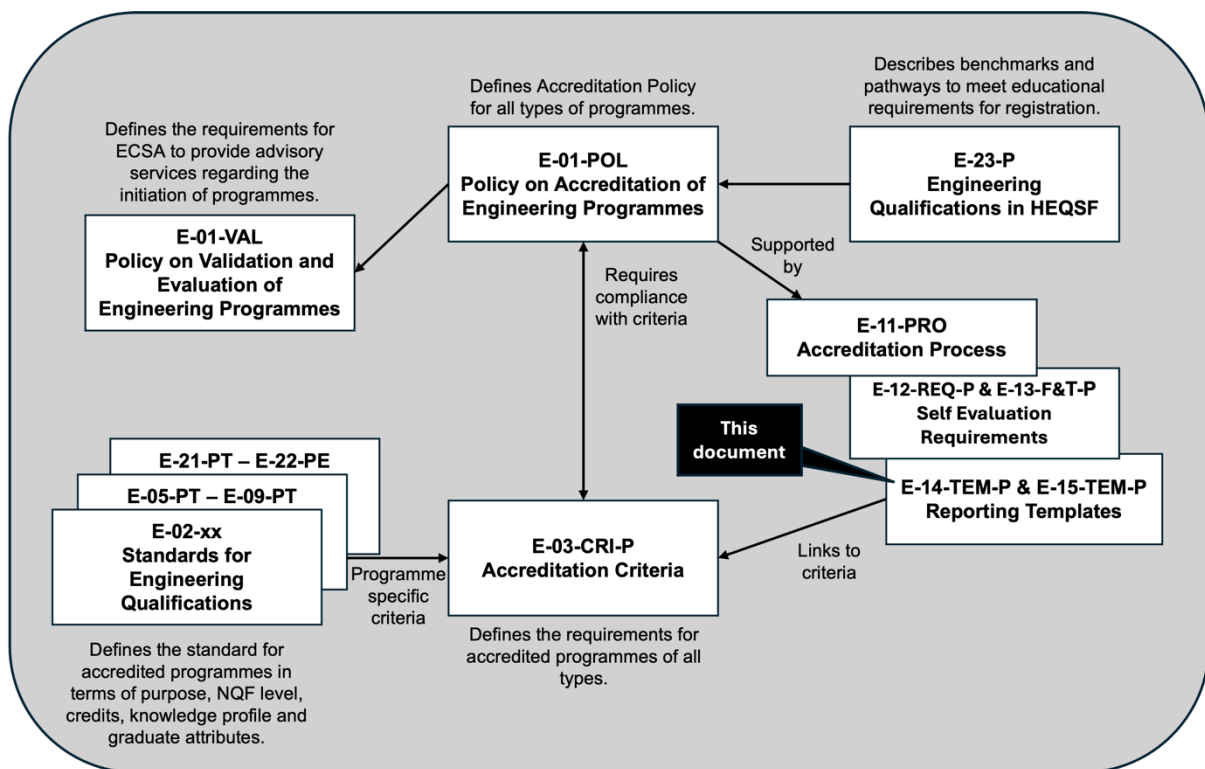 Defines Accreditation Policy
for all types of programmes.
Describes benchmarks and
pathways to meet educational
requirements for registration.
Defines the requirements for
ECSA to provide advisory
services regarding the
initiation of programmes.
E-01-POL
Policy on Accreditation of
Engineering Programmes
E-23-P
Engineering
Qualifications in HEQSF
E-01-VAL
Policy on Validation and
Evaluation of
Engineering Programmes
Requires
compliance
with criteria
Supported
by
E-11-PRO
Accreditation Process
E-12-REQ-P & E-13-F&T-P
Self Evaluation
Requirements
This
document
E-14-TEM-P & E-15-TEM-P
Reporting Templates
E-21-PT – E-22-PE
E-05-PT – E-09-PT
E-02-xx
Standards for
Engineering
Qualifications
Programme
specific
criteria
E-03-CRI-P
Accreditation Criteria
Links to
criteria
Defines the requirements for
accredited programmes of all
types.
Defines the standard for
accredited programmes in
terms of purpose, NQF level,
credits, knowledge profile and
graduate attributes.